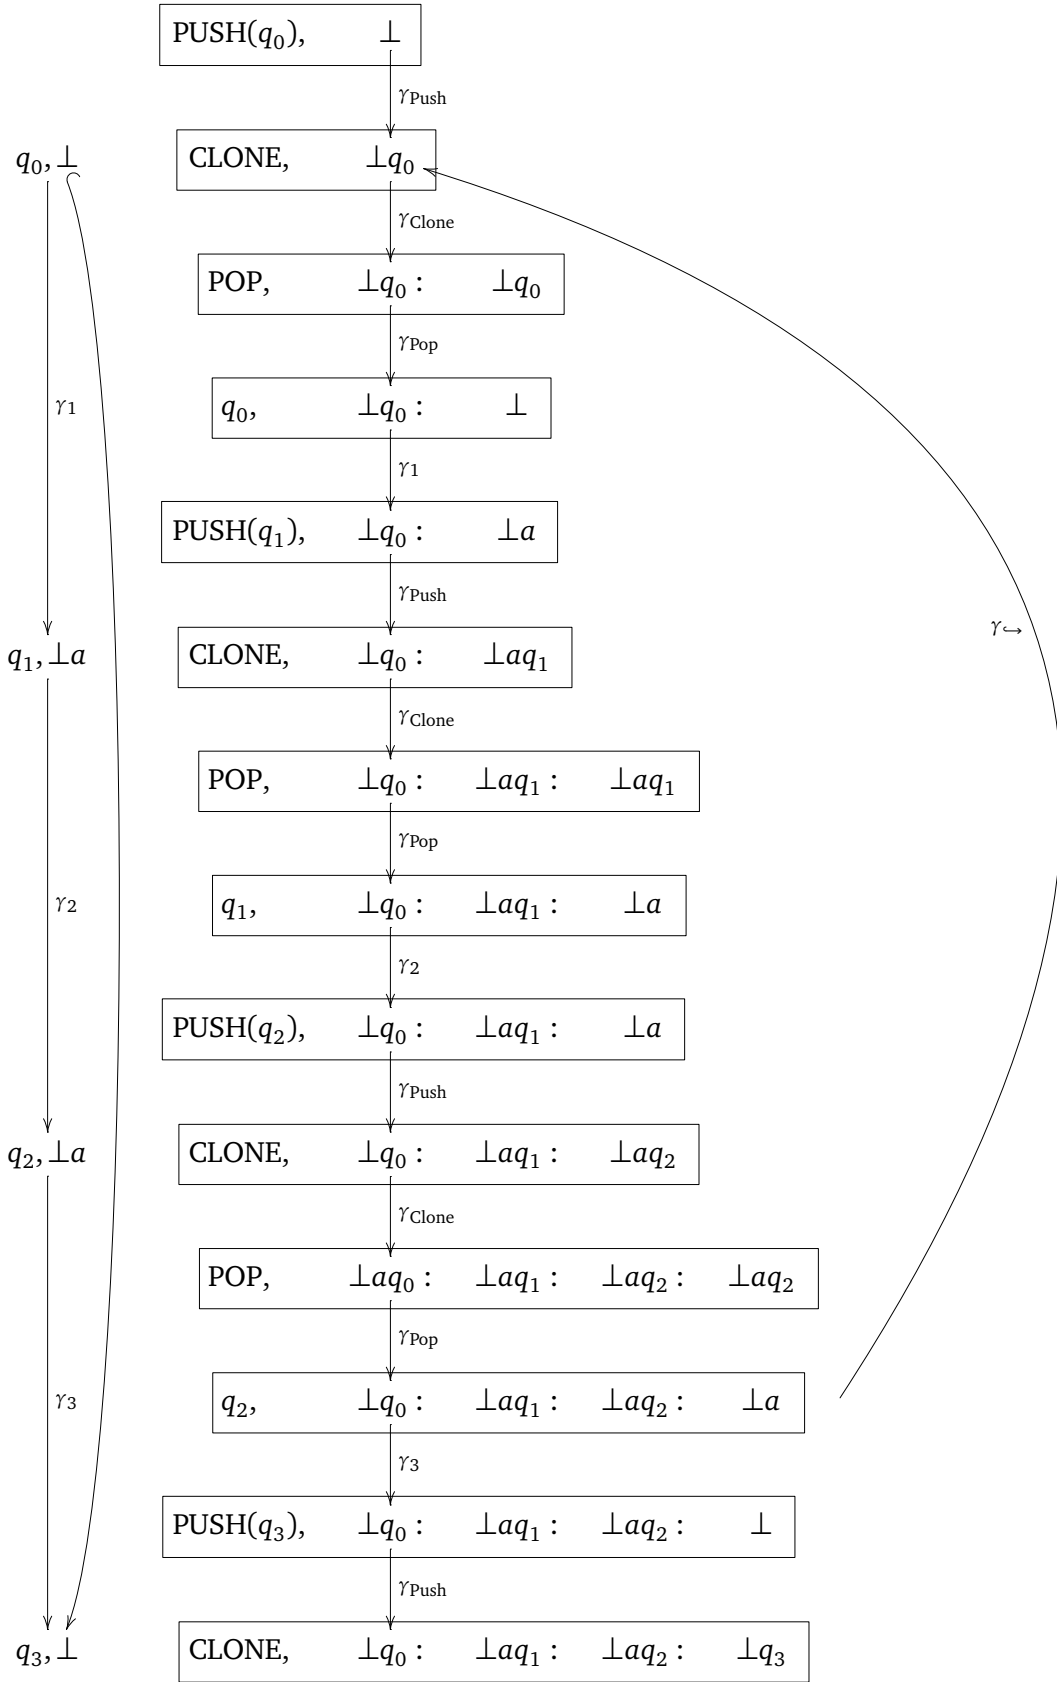 PUSH(q₀), ⊥
γPush
q₀, ⊥ CLONE, ⊥q₀
γClone
POP, ⊥q₀ : ⊥q₀
γPop
γ₁ q₀, ⊥q₀ : ⊥
γ₁
PUSH(q₁), ⊥q₀ : ⊥a
γPush
γ↪
q₁, ⊥a CLONE, ⊥q₀ : ⊥aq₁
γClone
POP, ⊥q₀ : ⊥aq₁ : ⊥aq₁
γPop
γ₂ q₁, ⊥q₀ : ⊥aq₁ : ⊥a
γ₂
PUSH(q₂), ⊥q₀ : ⊥aq₁ : ⊥a
γPush
q₂, ⊥a CLONE, ⊥q₀ : ⊥aq₁ : ⊥aq₂
γClone
POP, ⊥aq₀ : ⊥aq₁ : ⊥aq₂ : ⊥aq₂
γPop
γ₃ q₂, ⊥q₀ : ⊥aq₁ : ⊥aq₂ : ⊥a
γ₃
PUSH(q₃), ⊥q₀ : ⊥aq₁ : ⊥aq₂ : ⊥
γPush
q₃, ⊥ CLONE, ⊥q₀ : ⊥aq₁ : ⊥aq₂ : ⊥q₃